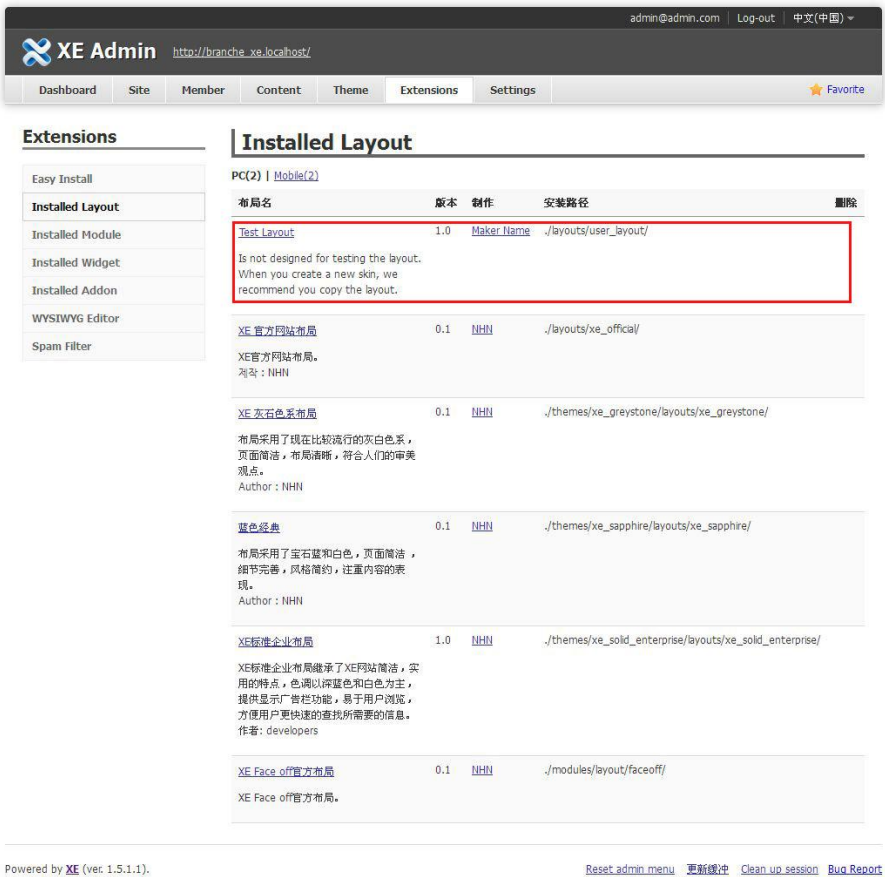 admin@admin.com | Log-out | 中文(中国)
XE Admin http://branche_xe.localhost/
Dashboard Site Member Content Theme Extensions Settings Favorite
Extensions
Easy Install
Installed Layout
Installed Module
Installed Widget
Installed Addon
WYSIWYG Editor
Spam Filter
Installed Layout
PC(2) | Mobile(2)
布局名 版本 制作 安装路径 删除
Test Layout 1.0 Maker Name ./layouts/user_layout/
Is not designed for testing the layout.
When you create a new skin, we
recommend you copy the layout.
XE 官方网站布局 0.1 NHN ./layouts/xe_official/
XE官方网站布局。
제작 : NHN
XE 灰石色系布局 0.1 NHN ./themes/xe_greystone/layouts/xe_greystone/
布局采用了现在比较流行的灰白色系，
页面简洁，布局清晰，符合人们的审美
观点。
Author : NHN
蓝色经典 0.1 NHN ./themes/xe_sapphire/layouts/xe_sapphire/
布局采用了宝石蓝和白色，页面简洁 ，
细节完善，风格简约，注重内容的表
现。
Author : NHN
XE标准企业布局 1.0 NHN ./themes/xe_solid_enterprise/layouts/xe_solid_enterprise/
XE标准企业布局继承了XE网站简洁，实
用的特点，色调以深蓝色和白色为主，
提供显示广告栏功能，易于用户浏览，
方便用户更快速的查找所需要的信息。
作者: developers
XE Face off官方布局 0.1 NHN ./modules/layout/faceoff/
XE Face off官方布局。
Powered by XE (ver. 1.5.1.1). Reset admin menu 更新缓冲 Clean up session Bug Report